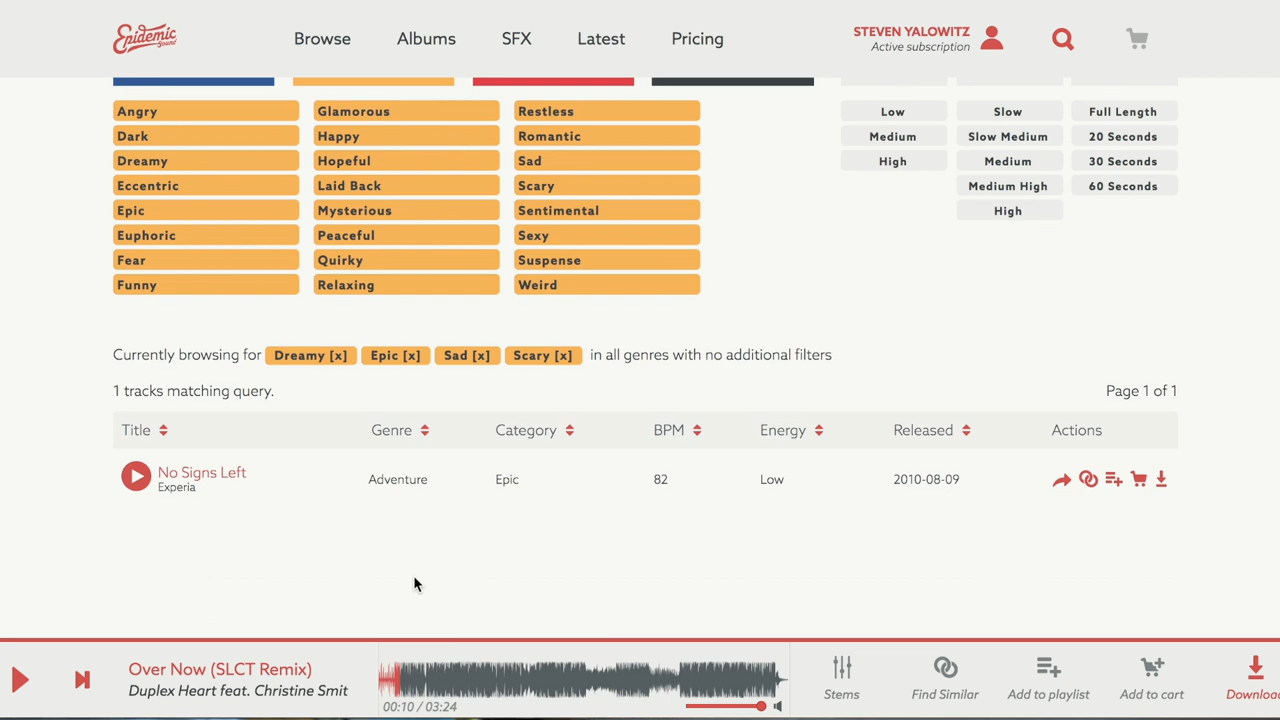 Epidemic Sound
Browse Albums SFX Latest Pricing
STEVEN YALOWITZ
Active subscription
Angry Glamorous Restless Low Slow Full Length
Dark Happy Romantic Medium Slow Medium 20 Seconds
Dreamy Hopeful Sad High Medium 30 Seconds
Eccentric Laid Back Scary Medium High 60 Seconds
Epic Mysterious Sentimental High
Euphoric Peaceful Sexy
Fear Quirky Suspense
Funny Relaxing Weird
Currently browsing for Dreamy [x] Epic [x] Sad [x] Scary [x] in all genres with no additional filters
1 tracks matching query. Page 1 of 1
Title Genre Category BPM Energy Released Actions
No Signs Left Adventure Epic 82 Low 2010-08-09
Experia
Over Now (SLCT Remix)
Duplex Heart feat. Christine Smit
00:10 / 03:24
Stems Find Similar Add to playlist Add to cart Download